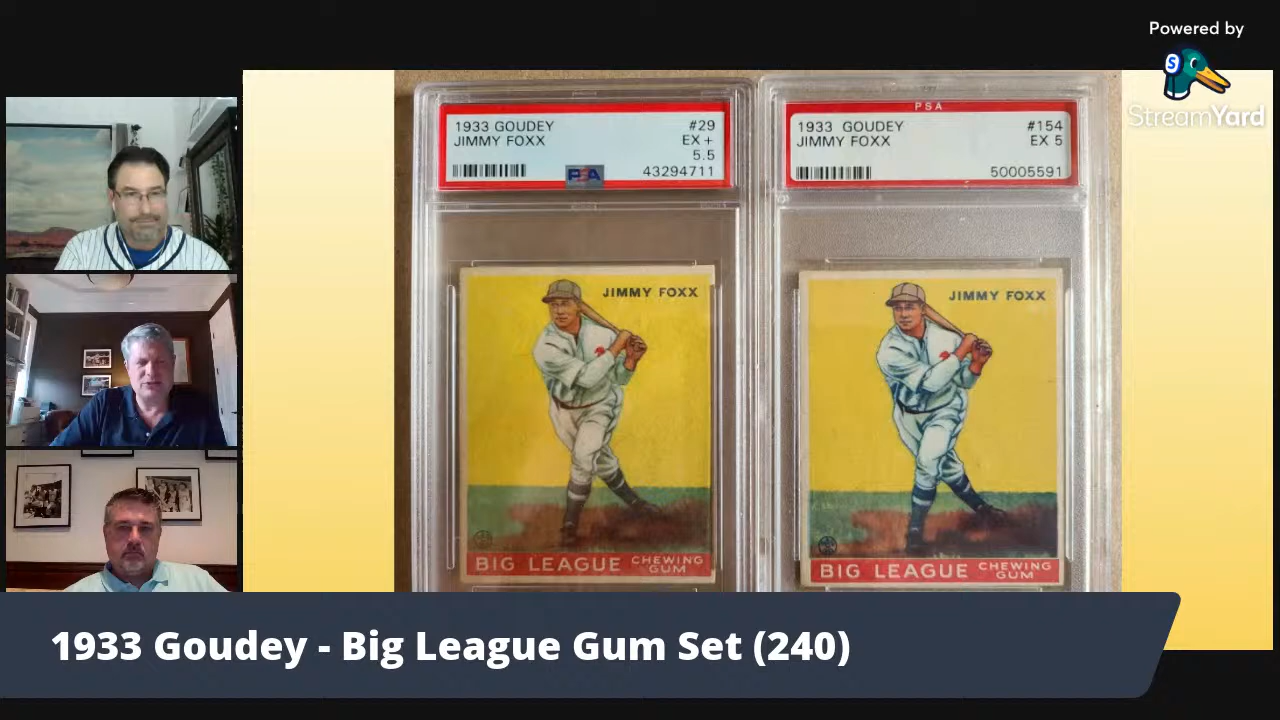 Powered by
StreamYard
1933 GOUDEY #29
JIMMY FOXX EX +
5.5
PSA 43294711
PSA
1933 GOUDEY #154
JIMMY FOXX EX 5
50005591
JIMMY FOXX
BIG LEAGUE CHEWING GUM
JIMMY FOXX
BIG LEAGUE CHEWING GUM
1933 Goudey - Big League Gum Set (240)